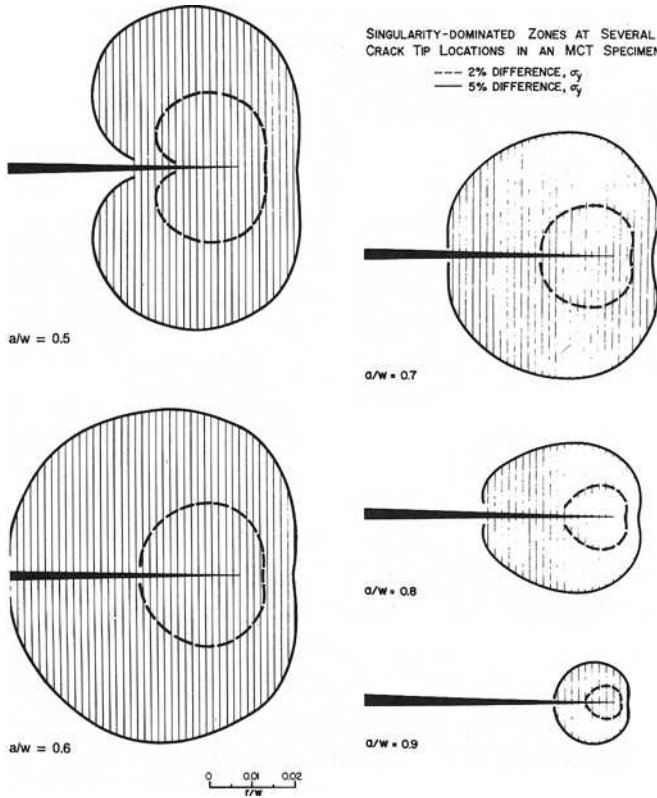 SINGULARITY-DOMINATED ZONES AT SEVERAL
CRACK TIP LOCATIONS IN AN MCT SPECIMEN
--- 2% DIFFERENCE, σy
— 5% DIFFERENCE, σy
a/w = 0.5
a/w = 0.7
a/w = 0.6
a/w = 0.8
a/w = 0.9
0 0.01 0.02
r/w